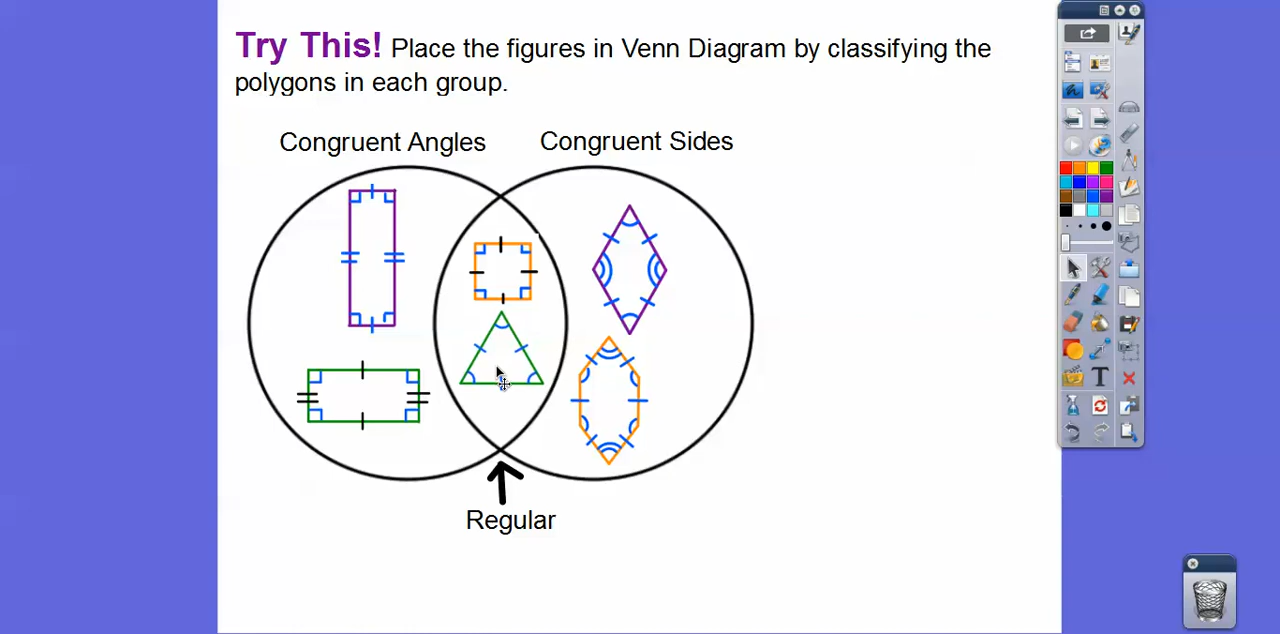 Try This! Place the figures in Venn Diagram by classifying the
polygons in each group.
Congruent Angles
Congruent Sides
Regular